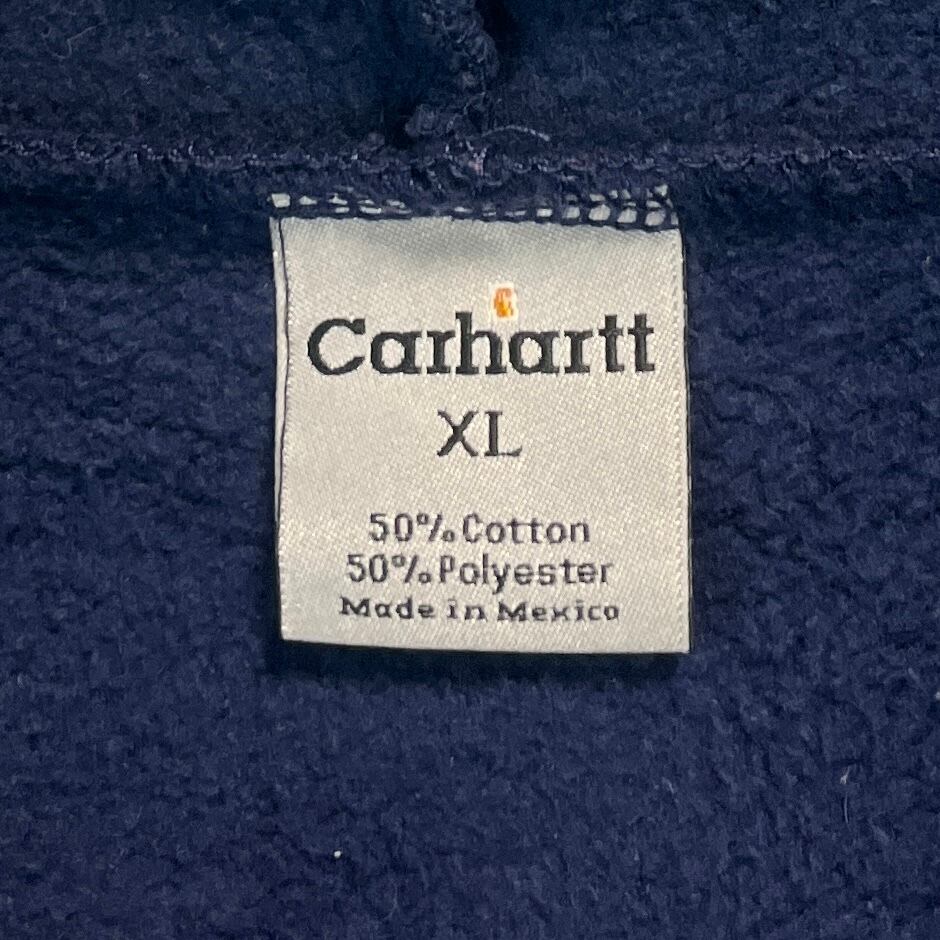 Carhartt
XL
50% Cotton
50% Polyester
Made in Mexico